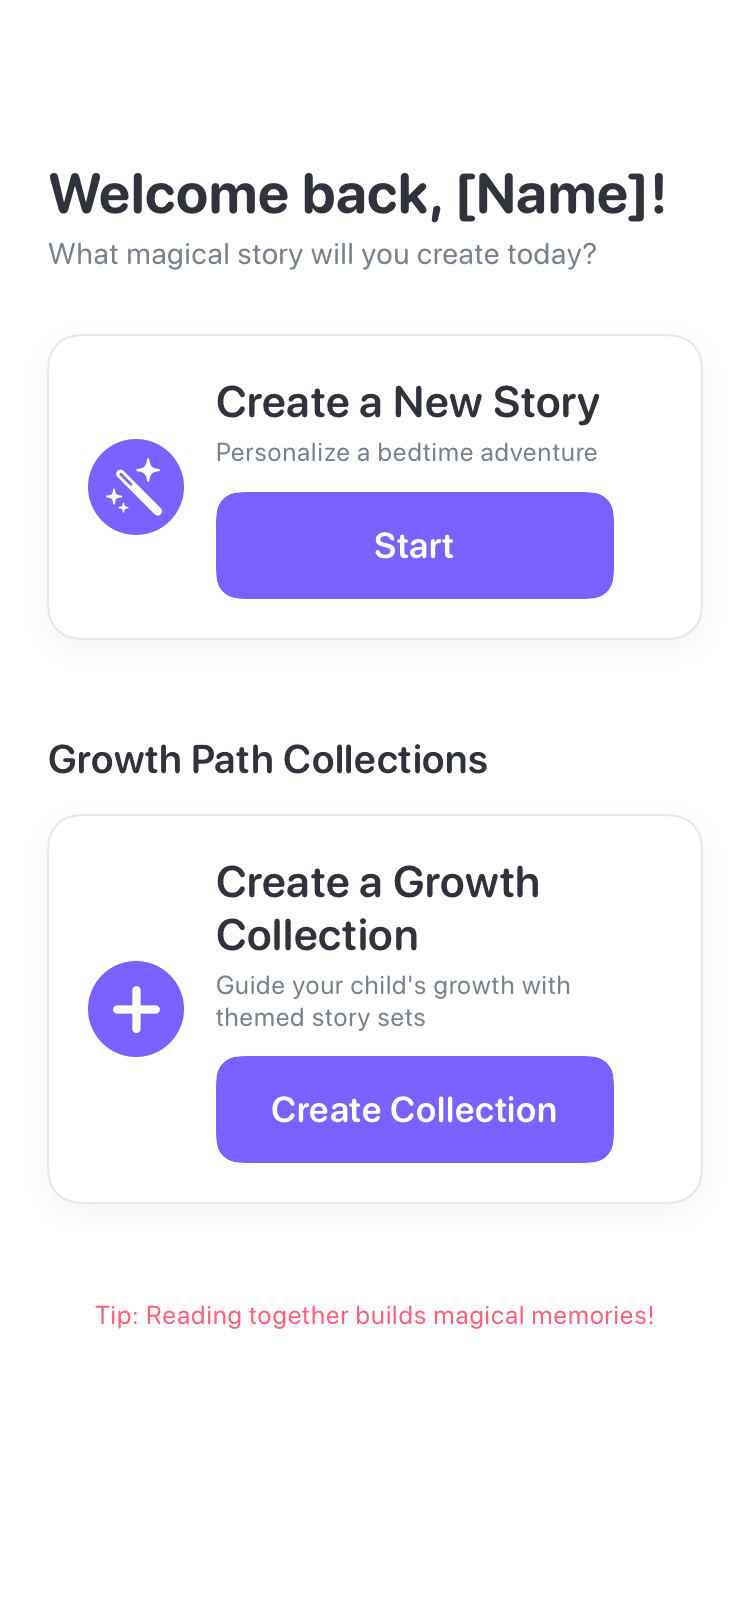 Welcome back, [Name]!
What magical story will you create today?
Create a New Story
Personalize a bedtime adventure
Start
Growth Path Collections
Create a Growth
Collection
Guide your child's growth with
themed story sets
Create Collection
Tip: Reading together builds magical memories!